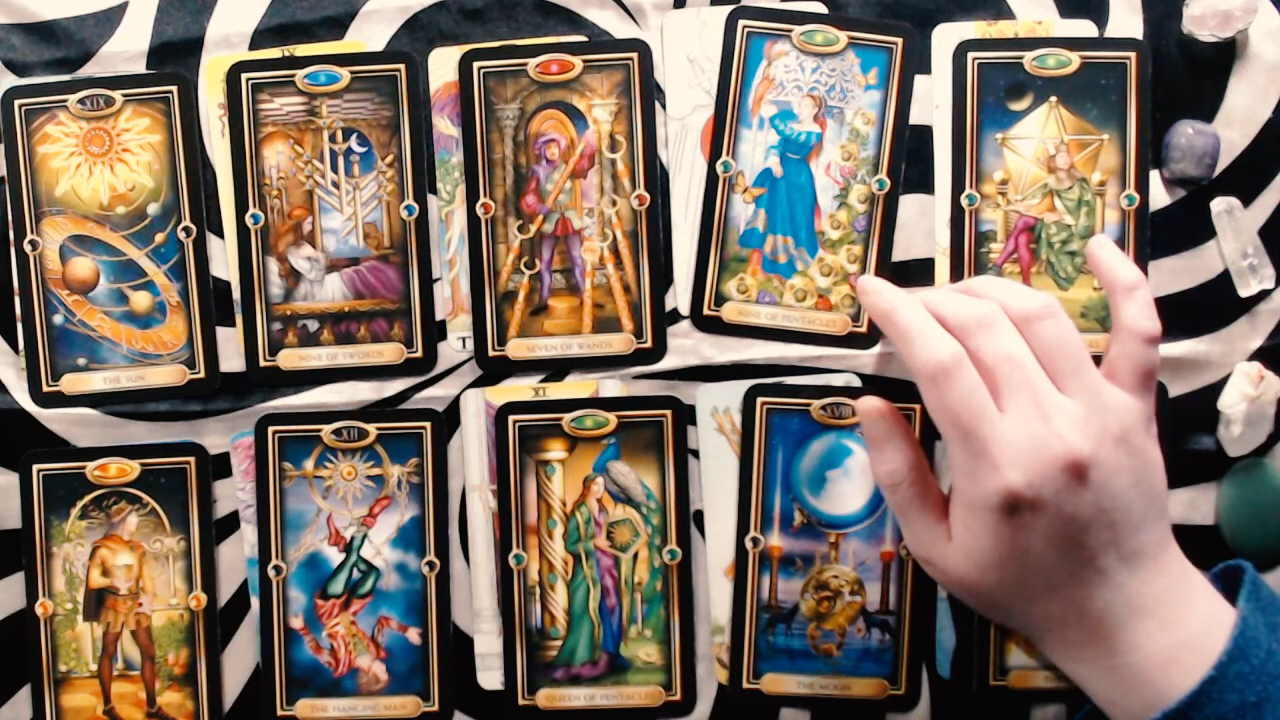 IX
XIX
THE SUN
NINE OF SWORDS
SEVEN OF WANDS
NINE OF PENTACLES
T
XI
XII
THE HANGING MAN
QUEEN OF PENTACLES
XVIII
THE MOON